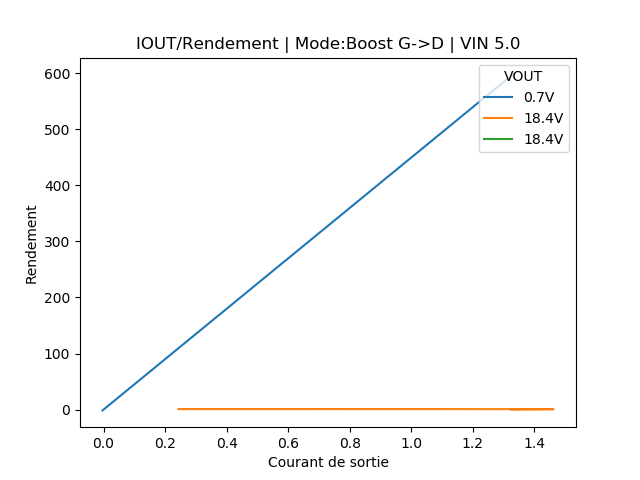 IOUT/Rendement | Mode:Boost G->D | VIN 5.0
600
500
400
300
200
100
0
Rendement
VOUT
0.7V
18.4V
18.4V
0.0 0.2 0.4 0.6 0.8 1.0 1.2 1.4
Courant de sortie